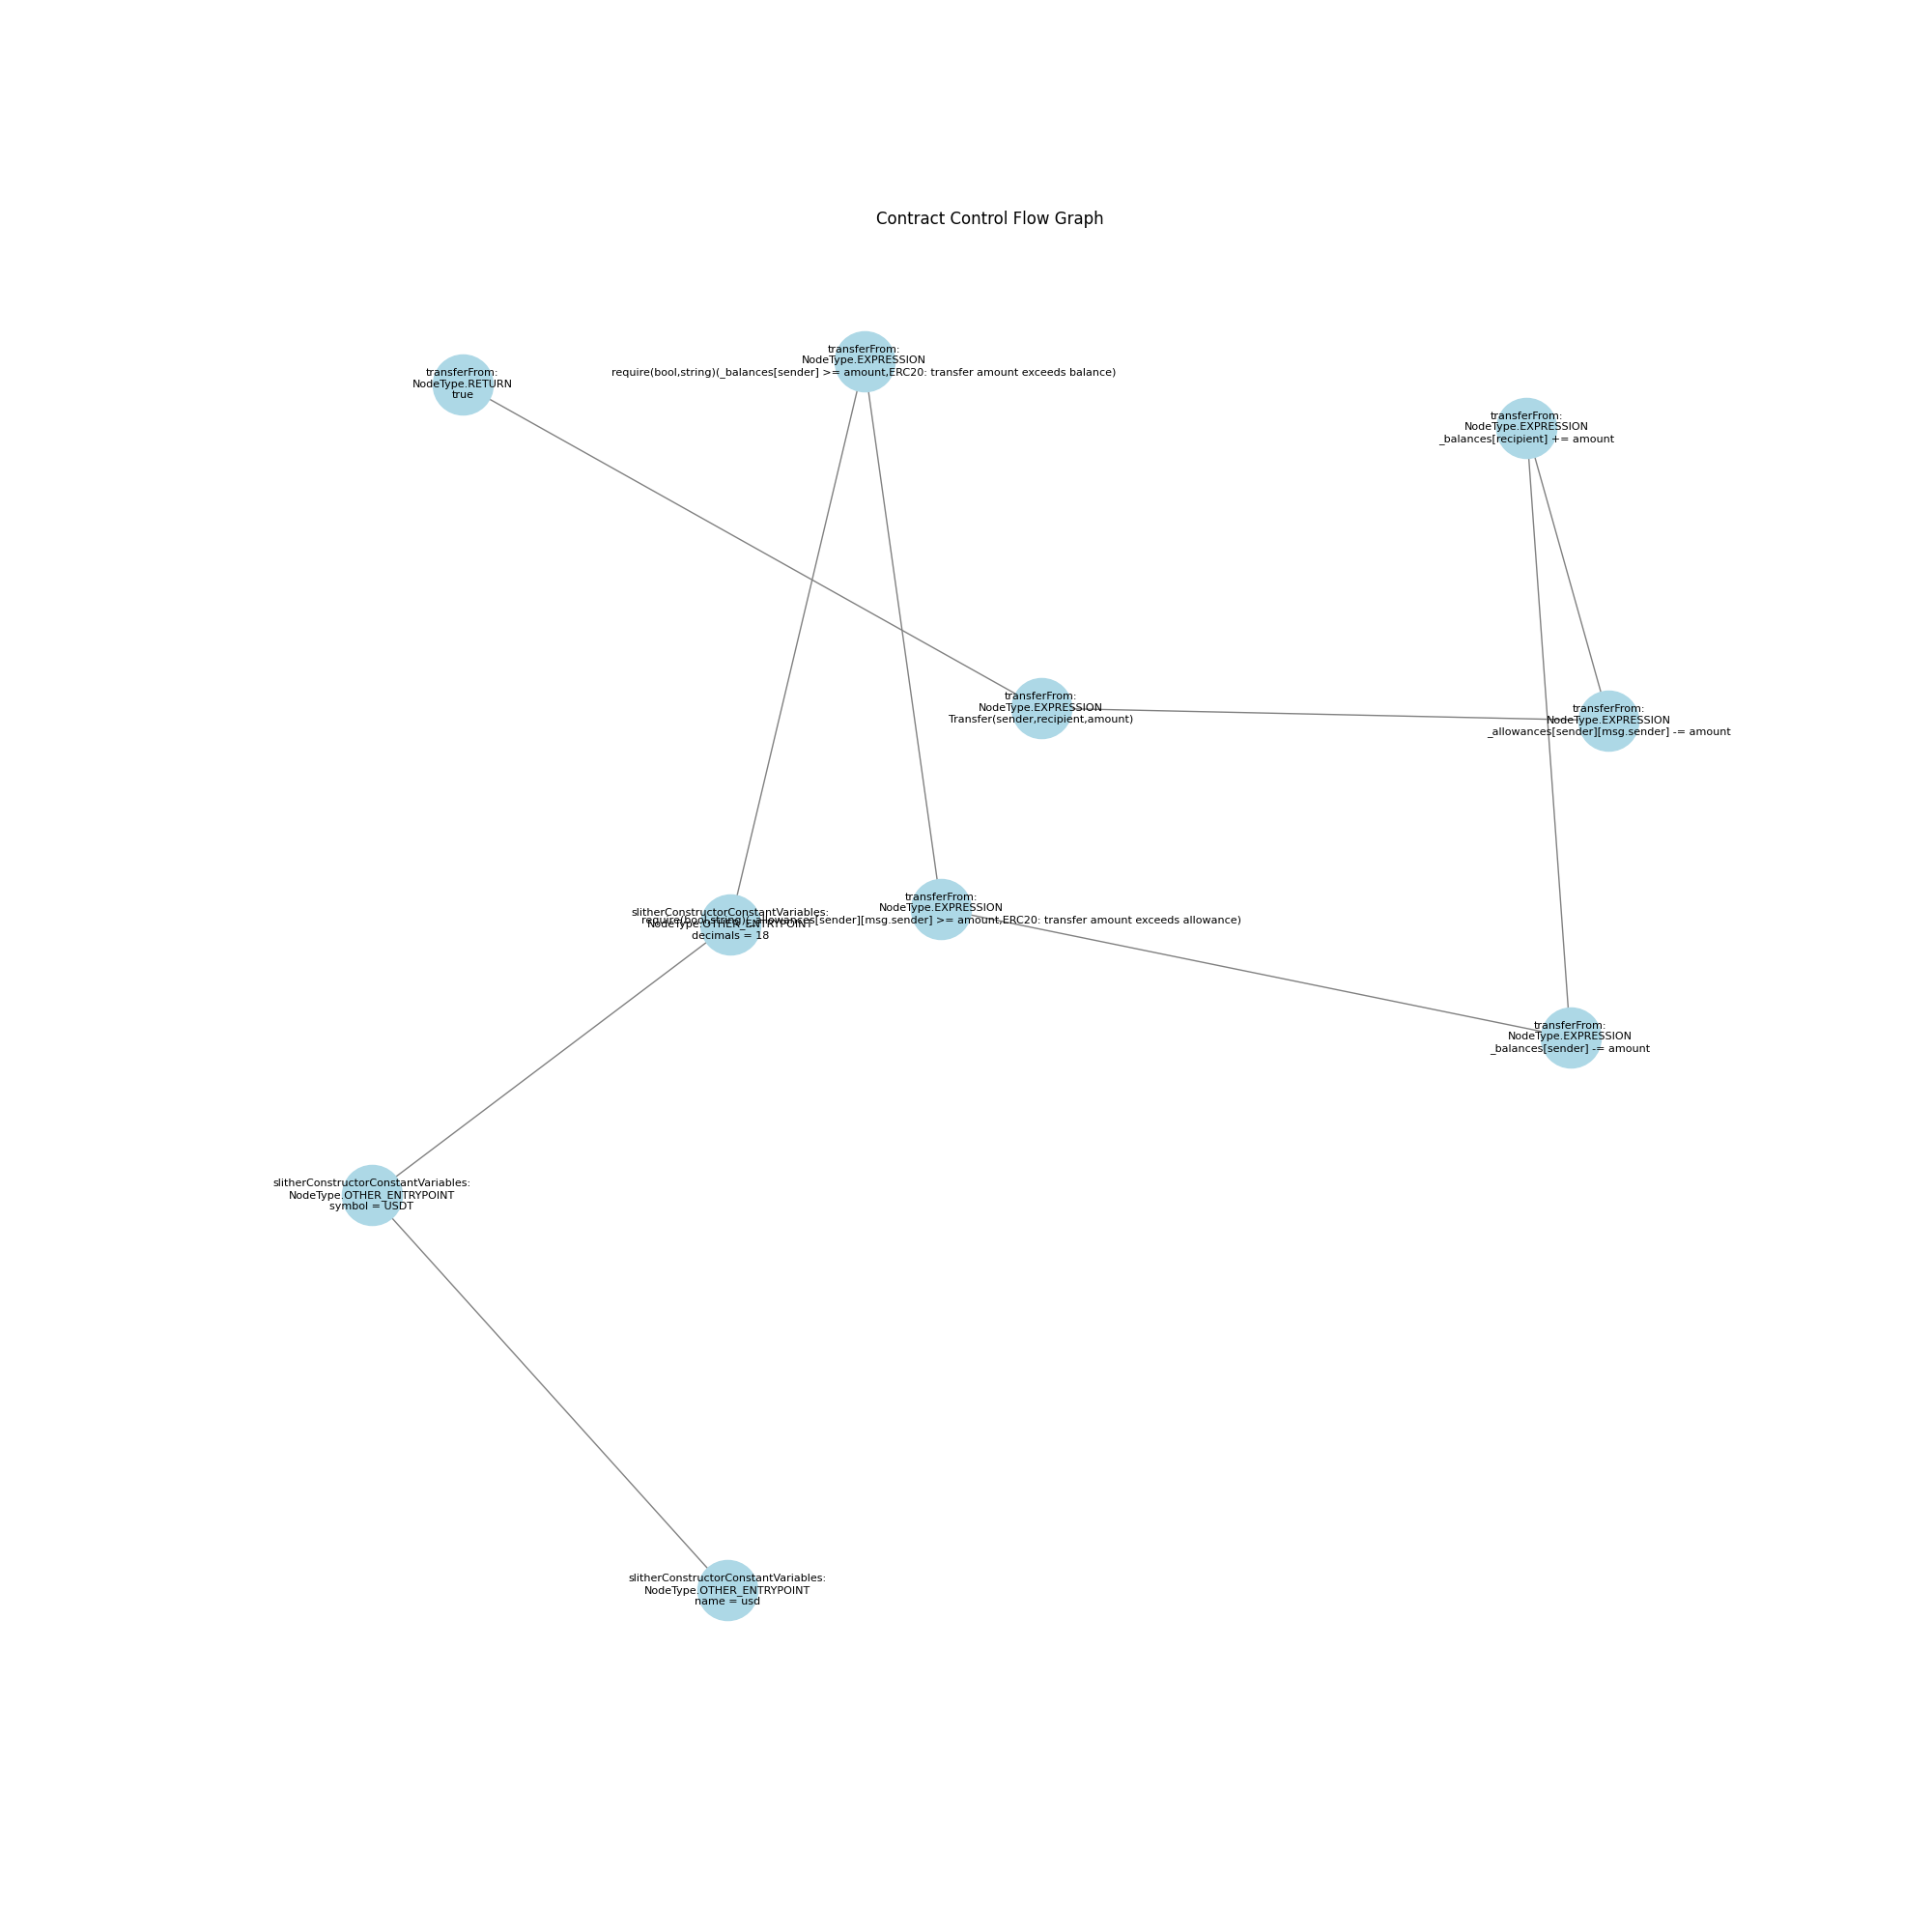 Contract Control Flow Graph
transferFrom:
NodeType.EXPRESSION
require(bool,string)(_balances[sender] >= amount,ERC20: transfer amount exceeds balance)
transferFrom:
NodeType.RETURN
true
transferFrom:
NodeType.EXPRESSION
_balances[recipient] += amount
transferFrom:
NodeType.EXPRESSION
Transfer(sender,recipient,amount)
transferFrom:
NodeType.EXPRESSION
_allowances[sender][msg.sender] -= amount
transferFrom:
NodeType.EXPRESSION
require(bool,string)(_allowances[sender][msg.sender] >= amount,ERC20: transfer amount exceeds allowance)
slitherConstructorConstantVariables:
NodeType.OTHER_ENTRYPOINT
decimals = 18
transferFrom:
NodeType.EXPRESSION
_balances[sender] -= amount
slitherConstructorConstantVariables:
NodeType.OTHER_ENTRYPOINT
symbol = USDT
slitherConstructorConstantVariables:
NodeType.OTHER_ENTRYPOINT
name = usd